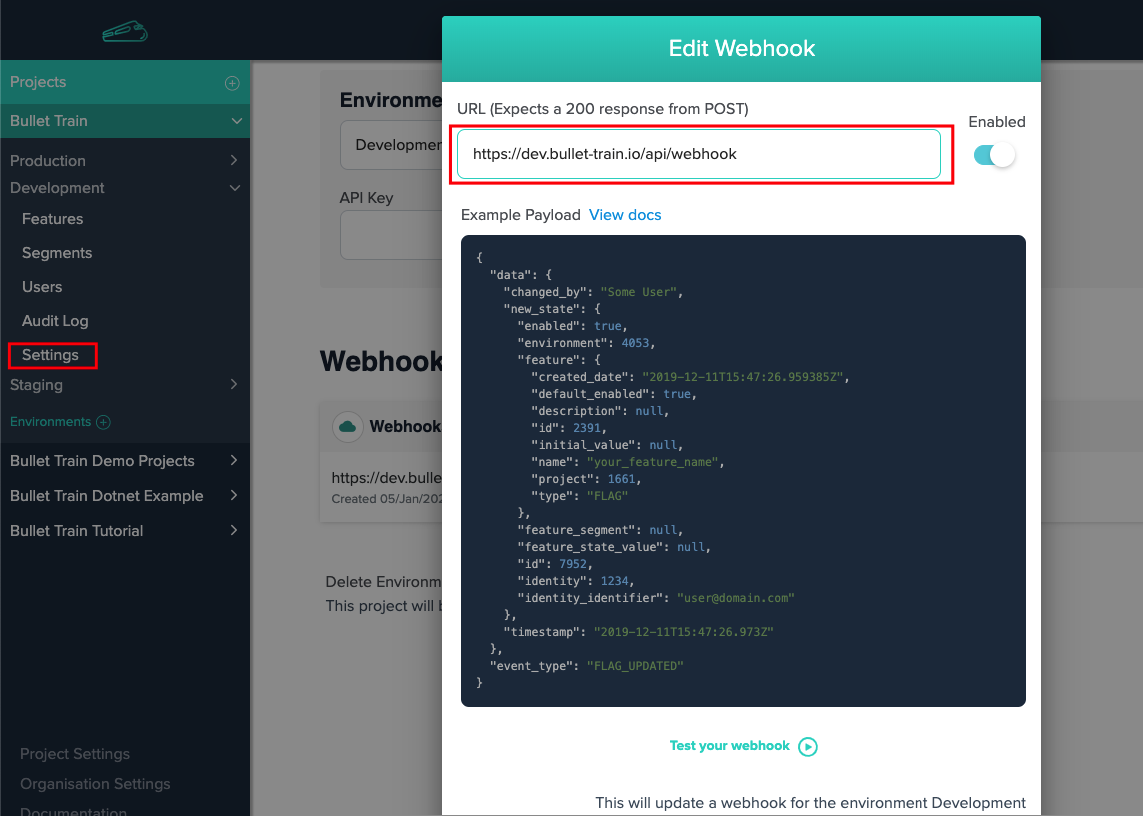 Projects
Bullet Train
Production
Development
Features
Segments
Users
Audit Log
Settings
Staging
Environments
Bullet Train Demo Projects
Bullet Train Dotnet Example
Bullet Train Tutorial
Project Settings
Organisation Settings
Documentation
Environme
Developmen
API Key
Webhook
Webhook
https://dev.bulle
Created 05/Jan/202
Delete Environm
This project will b
Edit Webhook
URL (Expects a 200 response from POST)
https://dev.bullet-train.io/api/webhook
Enabled
Example Payload View docs
{
"data": {
"changed_by": "Some User",
"new_state": {
"enabled": true,
"environment": 4053,
"feature": {
"created_date": "2019-12-11T15:47:26.959385Z",
"default_enabled": true,
"description": null,
"id": 2391,
"initial_value": null,
"name": "your_feature_name",
"project": 1661,
"type": "FLAG"
},
"feature_segment": null,
"feature_state_value": null,
"id": 7952,
"identity": 1234,
"identity_identifier": "user@domain.com"
},
"timestamp": "2019-12-11T15:47:26.973Z"
},
"event_type": "FLAG_UPDATED"
}
Test your webhook
This will update a webhook for the environment Development